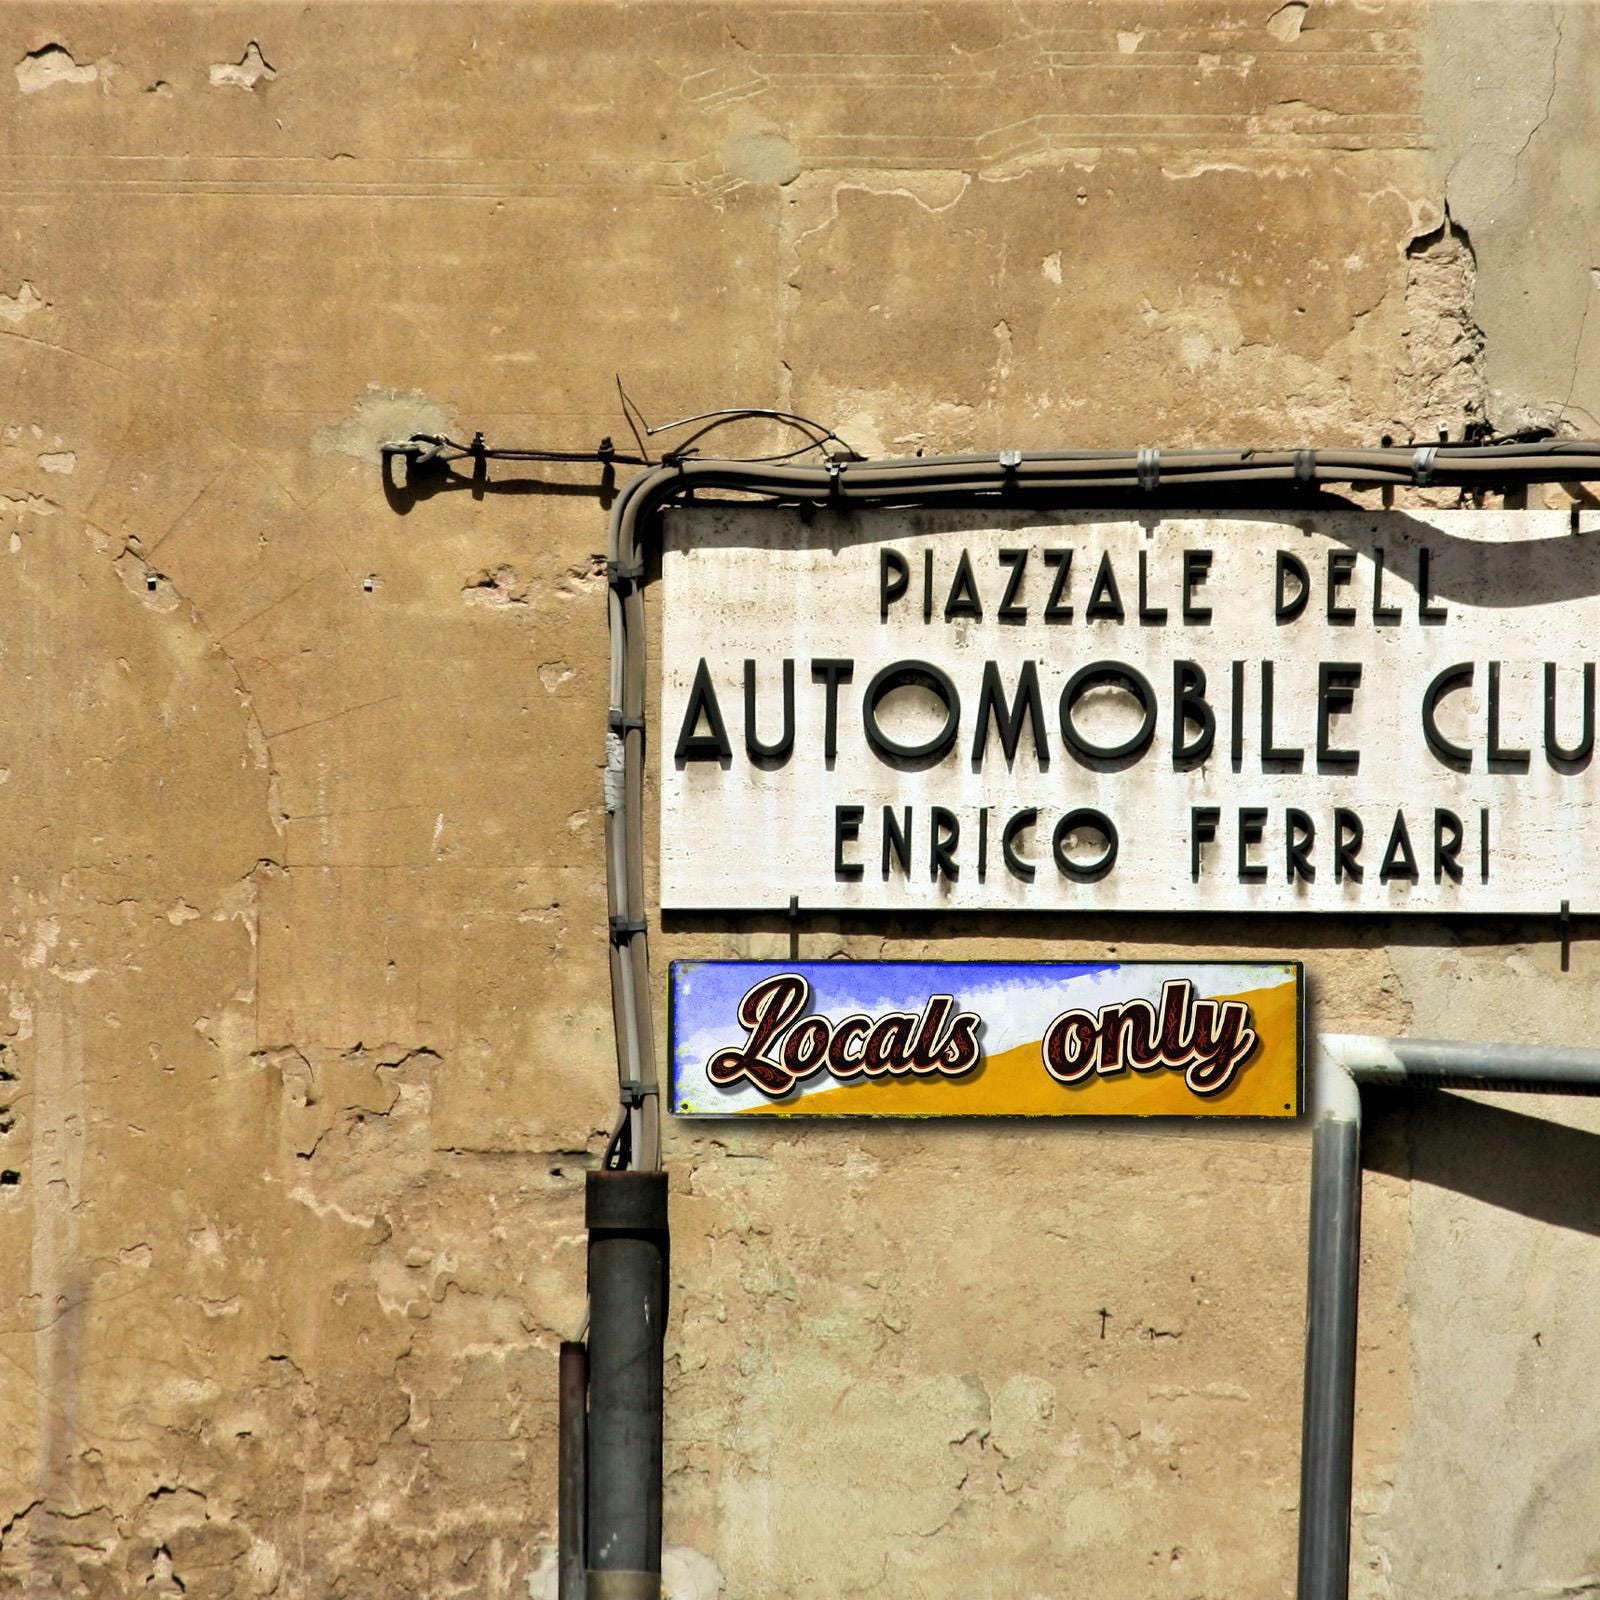 PIAZZALE DELL
AUTOMOBILE CLU
ENRICO FERRARI
Locals only